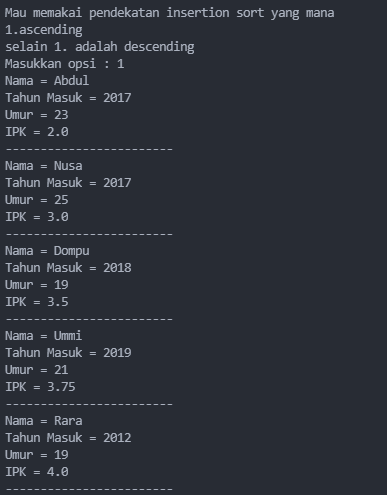 Mau memakai pendekatan insertion sort yang mana
1.ascending
selain 1. adalah descending
Masukkan opsi : 1
Nama = Abdul
Tahun Masuk = 2017
Umur = 23
IPK = 2.0
------------------------
Nama = Nusa
Tahun Masuk = 2017
Umur = 25
IPK = 3.0
------------------------
Nama = Dompu
Tahun Masuk = 2018
Umur = 19
IPK = 3.5
------------------------
Nama = Ummi
Tahun Masuk = 2019
Umur = 21
IPK = 3.75
------------------------
Nama = Rara
Tahun Masuk = 2012
Umur = 19
IPK = 4.0
------------------------